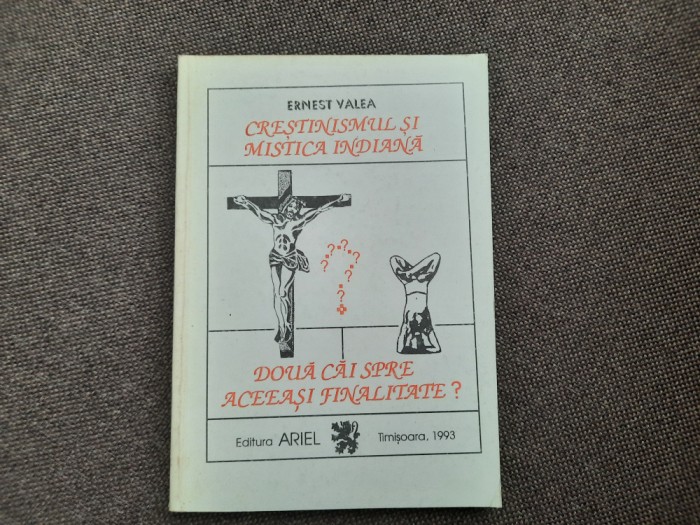 ERNEST VALEA
CREȘTINISMUL ȘI
MISTICA INDIANĂ
? ? ? ? ? ? ?
DOUĂ CĂI SPRE
ACEEAȘI FINALITATE?
Editura ARIEL Timișoara, 1993